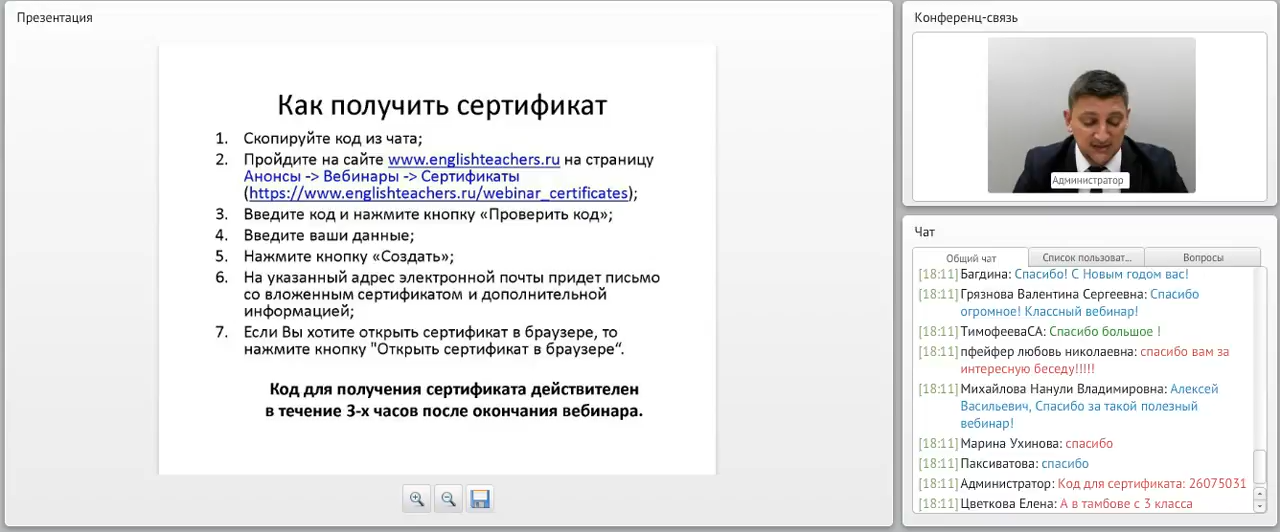 Презентация
Как получить сертификат
1. Скопируйте код из чата;
2. Пройдите на сайте www.englishteachers.ru на страницу
Анонсы -> Вебинары -> Сертификаты
(https://www.englishteachers.ru/webinar_certificates);
3. Введите код и нажмите кнопку «Проверить код»;
4. Введите ваши данные;
5. Нажмите кнопку «Создать»;
6. На указанный адрес электронной почты придет письмо
со вложенным сертификатом и дополнительной
информацией;
7. Если Вы хотите открыть сертификат в браузере, то
нажмите кнопку "Открыть сертификат в браузере“.
Код для получения сертификата действителен
в течение 3-х часов после окончания вебинара.
Конференц-связь
Администратор
Чат
Общий чат
Список пользоват...
Вопросы
[18:11] Багдина: Спасибо! С Новым годом вас!
[18:11] Грязнова Валентина Сергеевна: Спасибо
огромное! Классный вебинар!
[18:11] ТимофееваСА: Спасибо большое !
[18:11] пфейфер любовь николаевна: спасибо вам за
интересную беседу!!!!!
[18:11] Михайлова Нанули Владимировна: Алексей
Васильевич, Спасибо за такой полезный
вебинар!
[18:11] Марина Ухинова: спасибо
[18:11] Паксиватова: спасибо
[18:11] Администратор: Код для сертификата: 26075031
[18:11] Цветкова Елена: А в тамбове с 3 класса